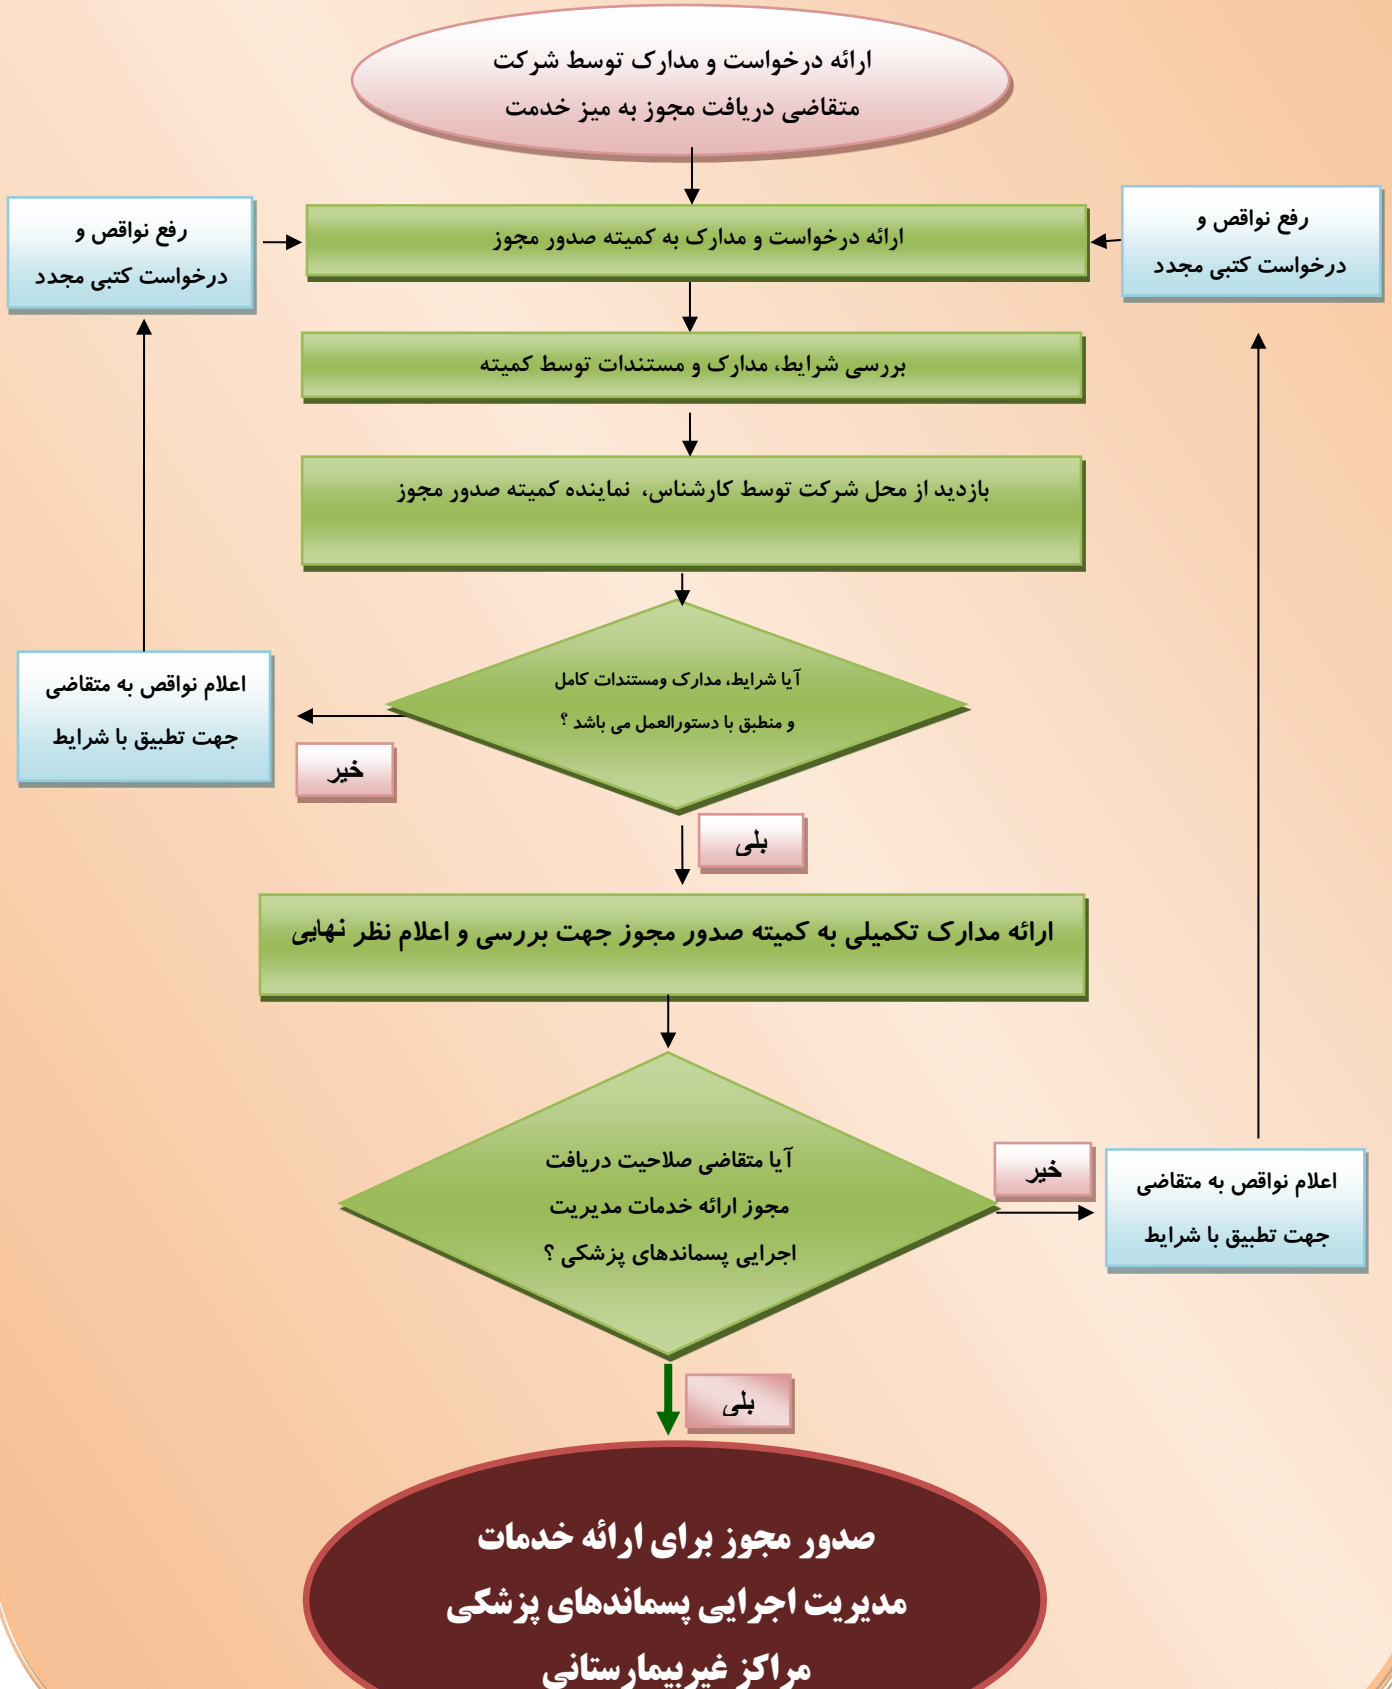 ارائه درخواست و مدارک توسط شرکت
متقاضی دریافت مجوز به میز خدمت
رفع نواقص و
درخواست کتبی مجدد
ارائه درخواست و مدارک به کمیته صدور مجوز
رفع نواقص و
درخواست کتبی مجدد
بررسی شرایط، مدارک و مستندات توسط کمیته
بازدید از محل شرکت توسط کارشناس، نماینده کمیته صدور مجوز
آیا شرایط، مدارک ومستندات کامل
و منطبق با دستورالعمل می باشد ؟
اعلام نواقص به متقاضی
جهت تطبیق با شرایط
خیر
بلی
ارائه مدارک تکمیلی به کمیته صدور مجوز جهت بررسی و اعلام نظر نهایی
آیا متقاضی صلاحیت دریافت
مجوز ارائه خدمات مدیریت
اجرایی پسماندهای پزشکی ؟
خیر
اعلام نواقص به متقاضی
جهت تطبیق با شرایط
بلی
صدور مجوز برای ارائه خدمات
مدیریت اجرایی پسماندهای پزشکی
مراکز غیربیمارستانی